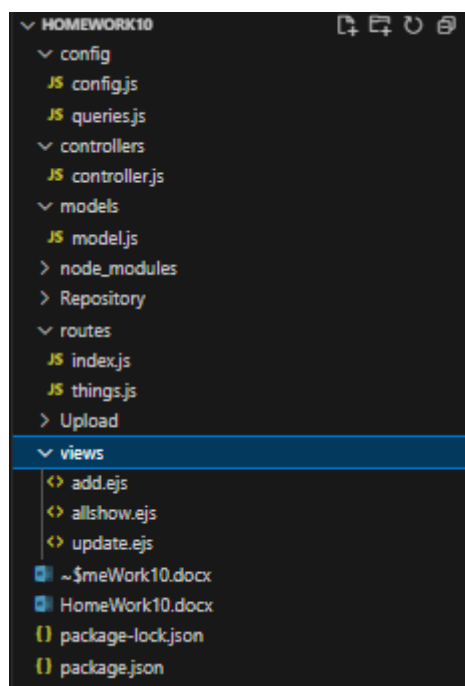 HOMEWORK10
config
JS config.js
JS queries.js
controllers
JS controller.js
models
JS model.js
node_modules
Repository
routes
JS index.js
JS things.js
Upload
views
<> add.ejs
<> allshow.ejs
<> update.ejs
~$meWork10.docx
HomeWork10.docx
{} package-lock.json
{} package.json